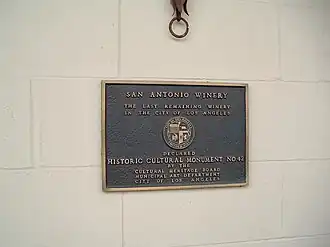 SAN ANTONIO WINERY
THE LAST REMAINING WINERY
IN THE CITY OF LOS ANGELES
DECLARED
HISTORIC CULTURAL MONUMENT NO. 42
BY THE
CULTURAL HERITAGE BOARD
MUNICIPAL ART DEPARTMENT
CITY OF LOS ANGELES